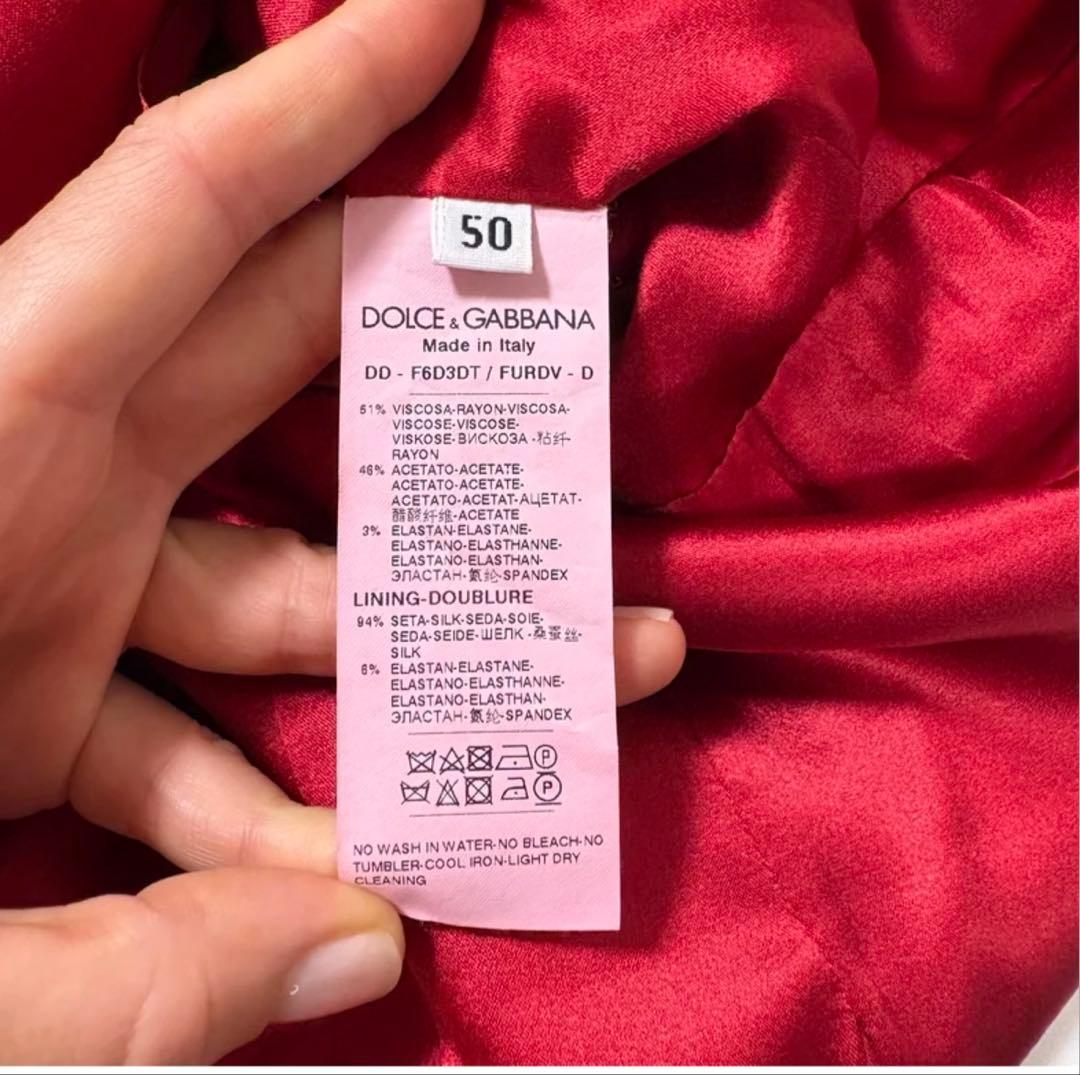 50
DOLCE & GABBANA
Made in Italy
DD - F6D3DT / FURDV - D
51% VISCOSA-RAYON-VISCOSA-
VISCOSE-VISCOSE-
VISKOSE-ВИСКОЗА -粘纤-
RAYON
46% ACETATO-ACETATE-
ACETATO-ACETATE-
ACETATO-ACETAT-АЦЕТАТ-
醋酸纤维-ACETATE
3% ELASTAN-ELASTANE-
ELASTANO-ELASTHANNE-
ELASTANO-ELASTHAN-
ЭЛАСТАН-氨纶-SPANDEX
LINING-DOUBLURE
94% SETA-SILK-SEDA-SOIE-
SEDA-SEIDE-ШЕЛК -桑蚕丝-
SILK
6% ELASTAN-ELASTANE-
ELASTANO-ELASTHANNE-
ELASTANO-ELASTHAN-
ЭЛАСТАН-氨纶-SPANDEX
P
P
NO WASH IN WATER-NO BLEACH-NO
TUMBLER-COOL IRON-LIGHT DRY
CLEANING